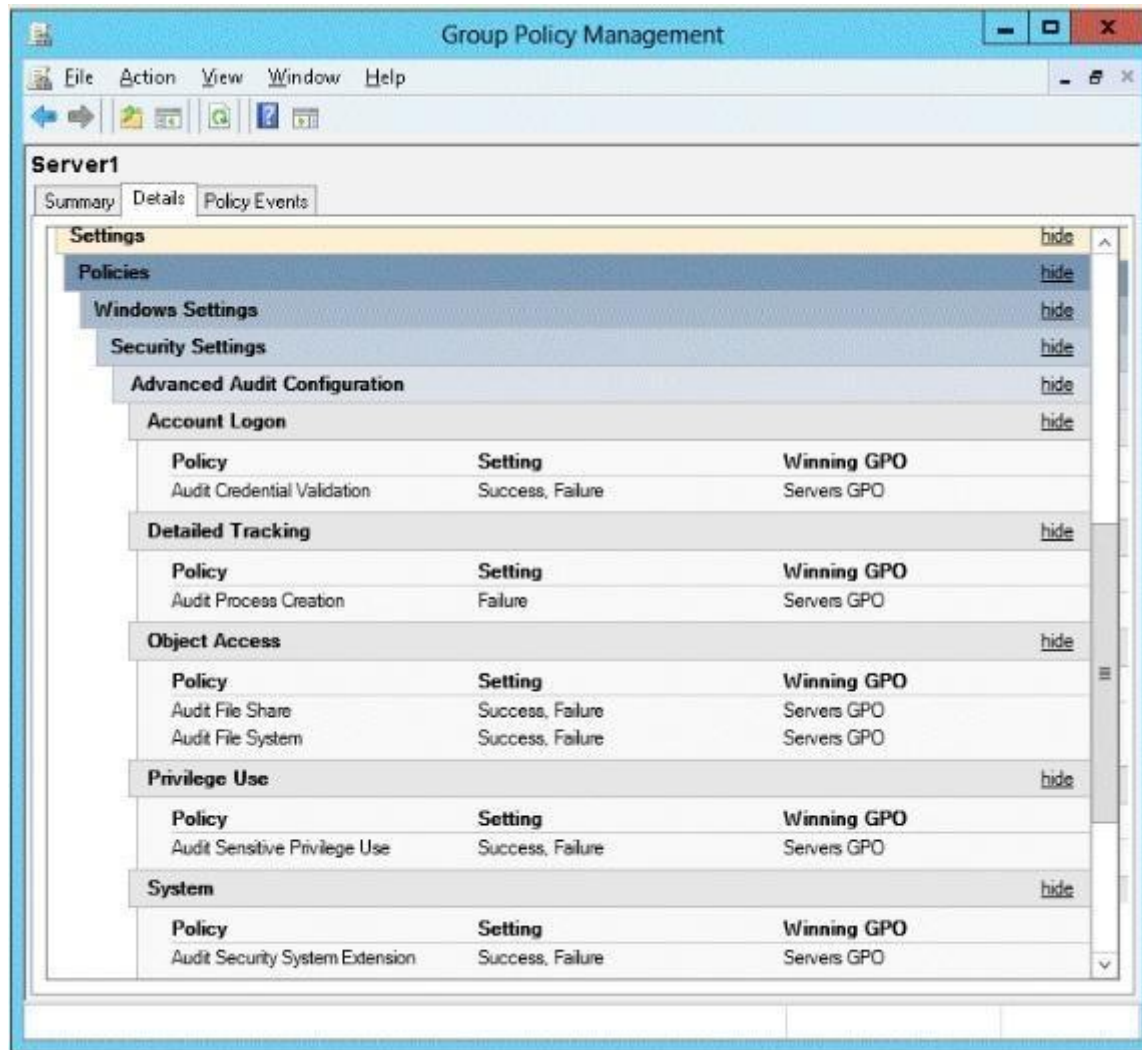 Group Policy Management
File Action View Window Help
Server1
Summary Details Policy Events
Settings hide
Policies hide
Windows Settings hide
Security Settings hide
Advanced Audit Configuration hide
Account Logon hide
Policy Setting Winning GPO
Audit Credential Validation Success, Failure Servers GPO
Detailed Tracking hide
Policy Setting Winning GPO
Audit Process Creation Failure Servers GPO
Object Access hide
Policy Setting Winning GPO
Audit File Share Success, Failure Servers GPO
Audit File System Success, Failure Servers GPO
Privilege Use hide
Policy Setting Winning GPO
Audit Sensitive Privilege Use Success, Failure Servers GPO
System hide
Policy Setting Winning GPO
Audit Security System Extension Success, Failure Servers GPO